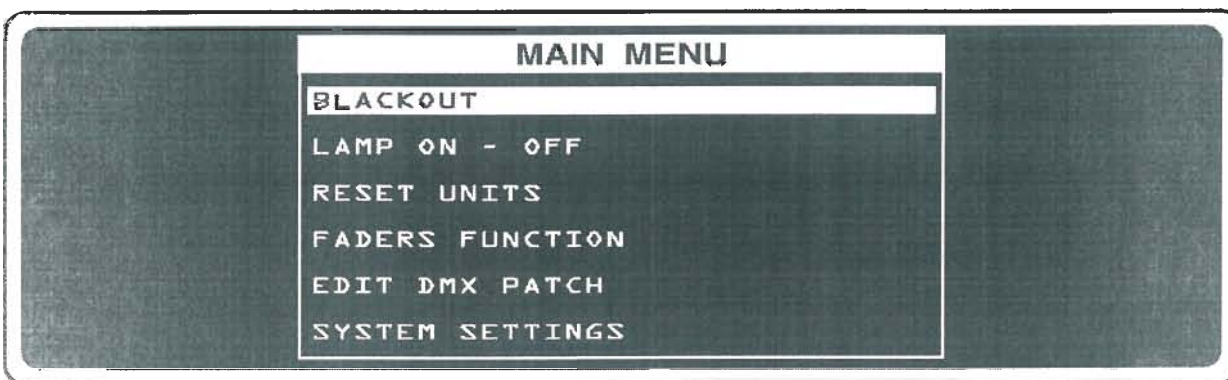 MAIN MENU
BLACKOUT
LAMP ON - OFF
RESET UNITS
FADERS FUNCTION
EDIT DMX PATCH
SYSTEM SETTINGS